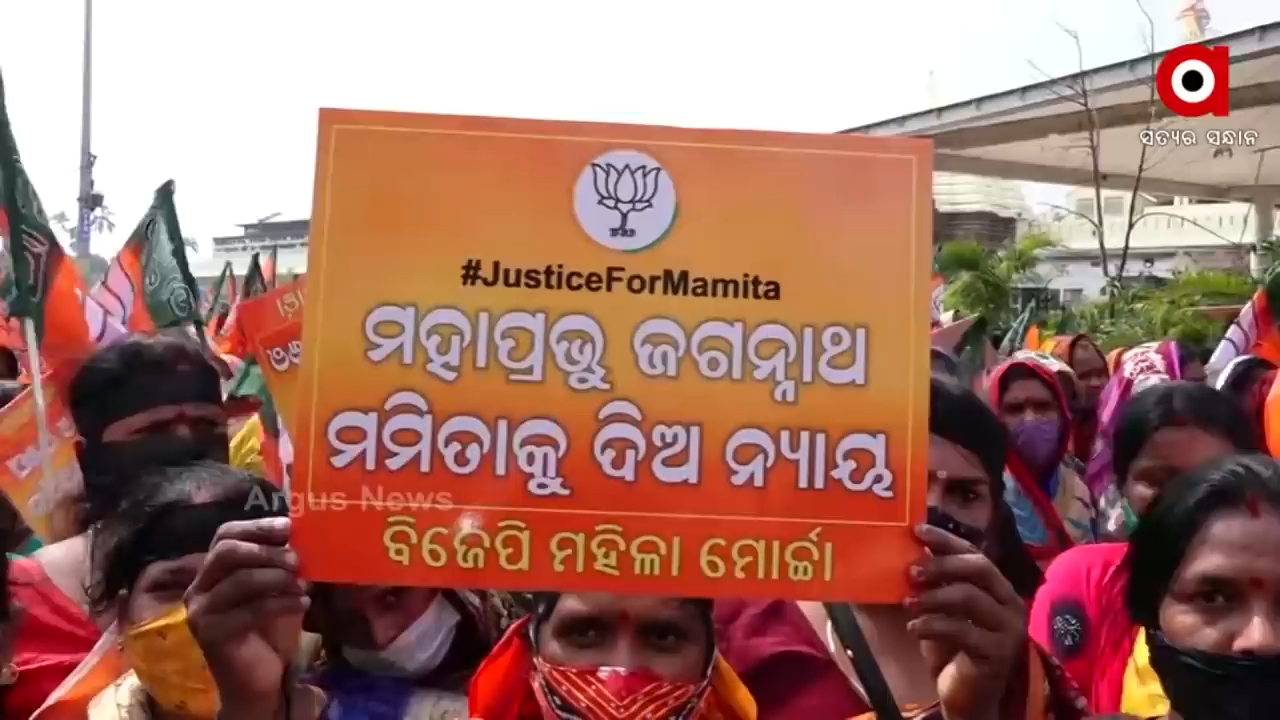 ସତ୍ୟର ସନ୍ଧାନ
#JusticeForMamita
ମହାପ୍ରଭୁ ଜଗନ୍ନାଥ
ମମିତାକୁ ଦିଅ ନ୍ୟାୟ
Argus News
ବିଜେପି ମହିଳା ମୋର୍ଚ୍ଚା